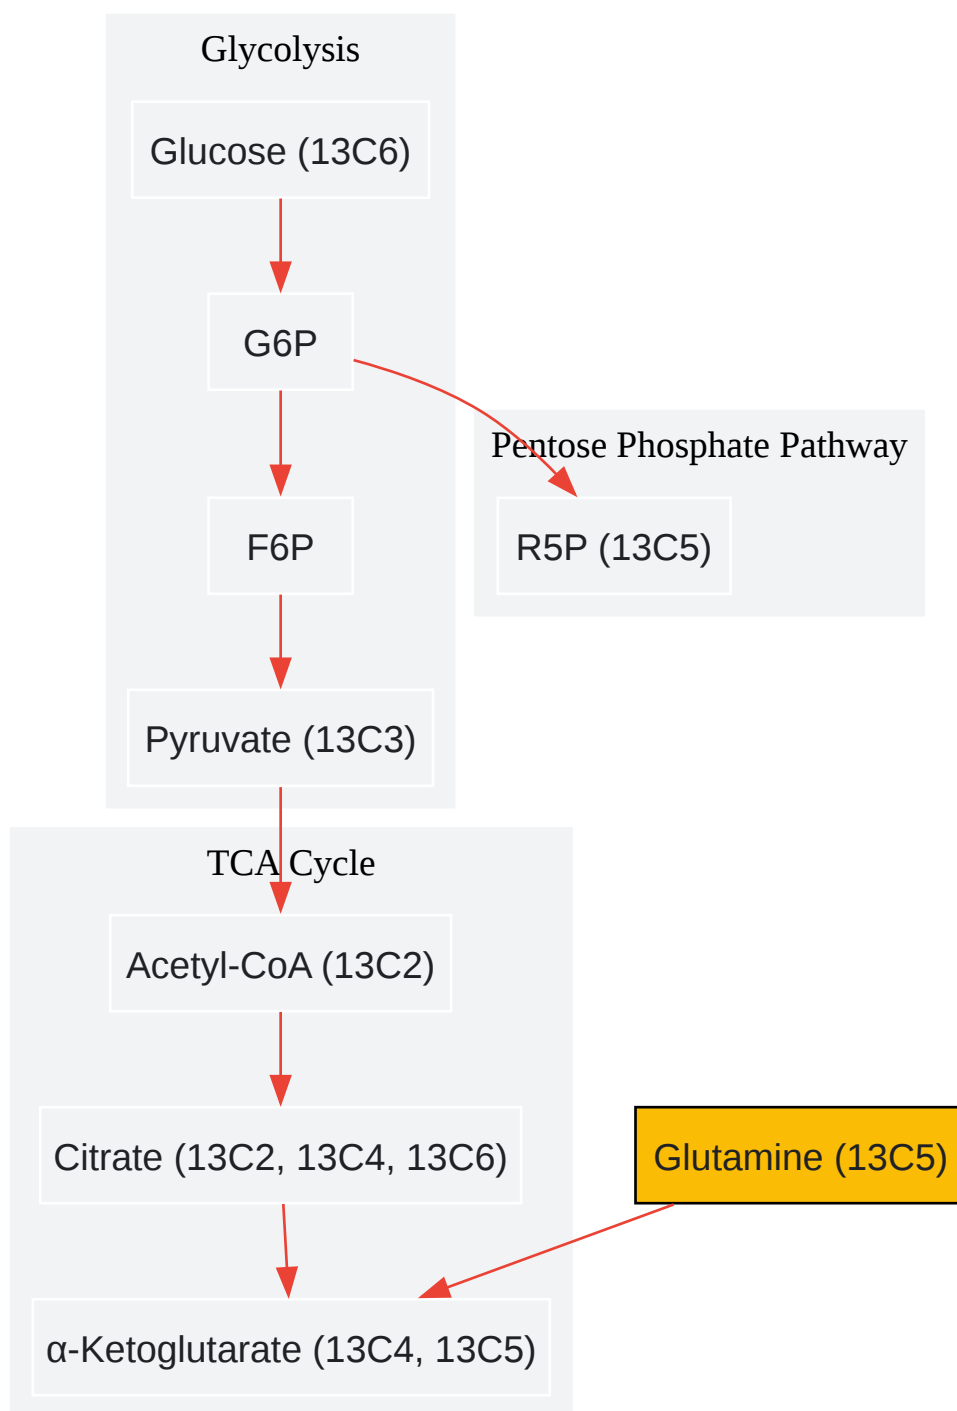 Glycolysis
Glucose (13C6)
G6P
Pentose Phosphate Pathway
F6P
R5P (13C5)
Pyruvate (13C3)
TCA Cycle
Acetyl-CoA (13C2)
Citrate (13C2, 13C4, 13C6)
Glutamine (13C5)
α-Ketoglutarate (13C4, 13C5)